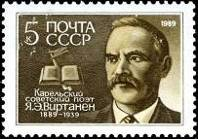 5 К ПОЧТА 1989
СССР
Карельский
советский поэт
Я.Э.Виртанен
1889-1939